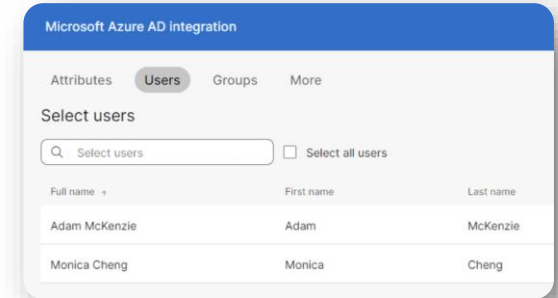 Microsoft Azure AD integration
Attributes Users Groups More
Select users
Select users Select all users
Full name First name Last name
Adam McKenzie Adam McKenzie
Monica Cheng Monica Cheng